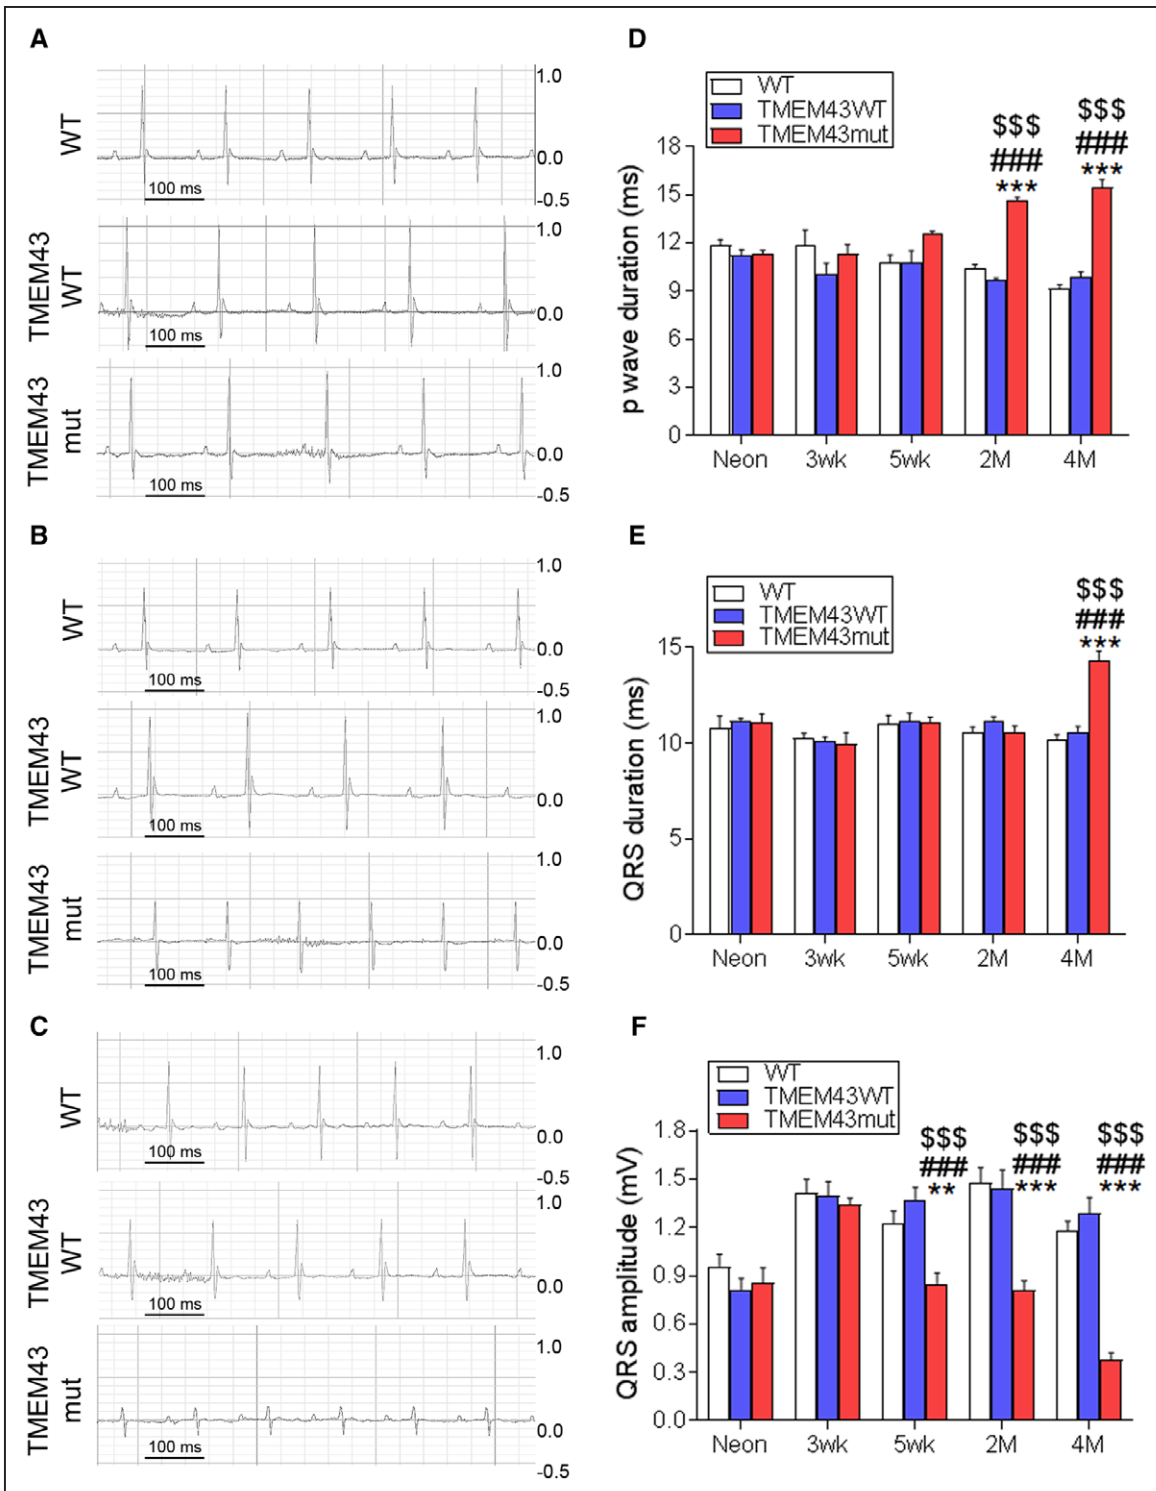 A
WT
1.0
0.0
-0.5
100 ms
TMEM43
WT
1.0
0.0
100 ms
TMEM43
mut
1.0
0.0
-0.5
100 ms
B
WT
1.0
0.0
-0.5
100 ms
TMEM43
WT
1.0
0.0
100 ms
TMEM43
mut
1.0
0.0
-0.5
100 ms
C
WT
1.0
0.0
-0.5
100 ms
TMEM43
WT
1.0
0.0
100 ms
TMEM43
mut
1.0
0.0
-0.5
100 ms
D
WT
TMEM43WT
TMEM43mut
$$$ $$$
### ###
*** ***
p wave duration (ms)
18
15
12
9
6
3
0
Neon 3wk 5wk 2M 4M
E
WT
TMEM43WT
TMEM43mut
$$$
###
***
QRS duration (ms)
15
10
5
0
Neon 3wk 5wk 2M 4M
F
WT
TMEM43WT
TMEM43mut
$$$ $$$ $$$
### ### ###
** *** ***
QRS amplitude (mV)
1.8
1.5
1.2
0.9
0.6
0.3
0.0
Neon 3wk 5wk 2M 4M